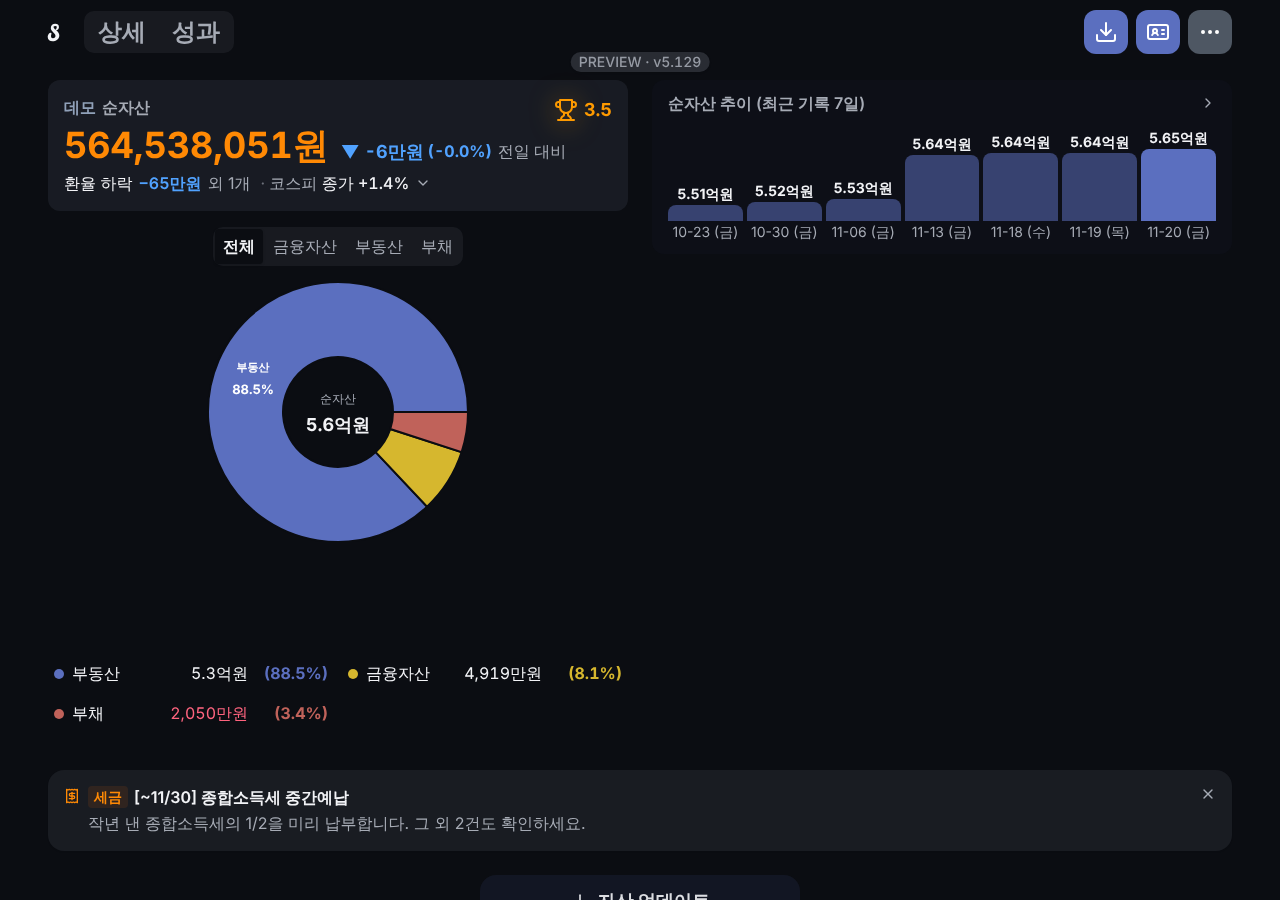 상세 성과
PREVIEW · v5.129
데모 순자산
3.5
564,538,051원 ▼ -6만원 (-0.0%) 전일 대비
환율 하락 −65만원 외 1개 · 코스피 종가 +1.4%
순자산 추이 (최근 기록 7일)
5.51억원 5.52억원 5.53억원 5.64억원 5.64억원 5.64억원 5.65억원
10-23 (금) 10-30 (금) 11-06 (금) 11-13 (금) 11-18 (수) 11-19 (목) 11-20 (금)
전체 금융자산 부동산 부채
부동산
88.5%
순자산
5.6억원
부동산 5.3억원 (88.5%) 금융자산 4,919만원 (8.1%)
부채 2,050만원 (3.4%)
세금 [~11/30] 종합소득세 중간예납
작년 낸 종합소득세의 1/2을 미리 납부합니다. 그 외 2건도 확인하세요.
자산 업데이트